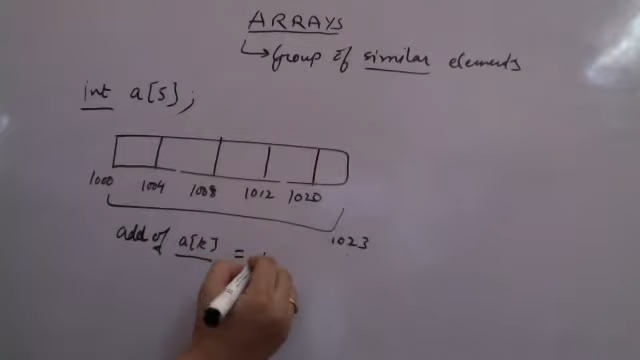 ARRAYS
↳ Group of similar elements
int a[5];
1000 1004 1008 1012 1020
1023
add of a[k] =